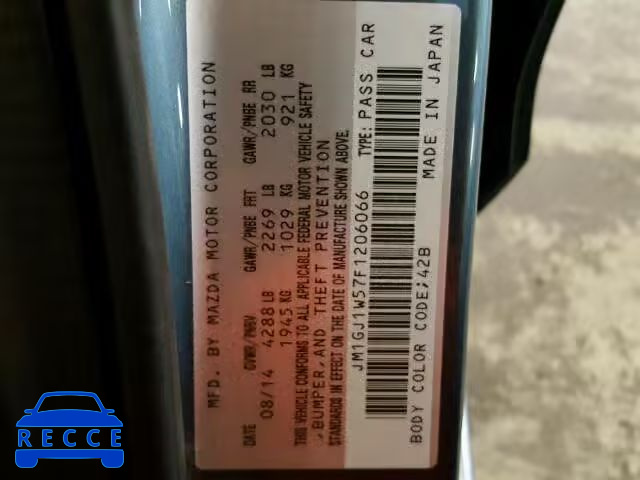 MFD. BY MAZDA MOTOR CORPORATION
DATE GVWR/PNBV GAWR/PNBE FRT GAWR/PNBE RR
08/14 4288 LB 2269 LB 2030 LB
1945 KG 1029 KG 921 KG
THIS VEHICLE CONFORMS TO ALL APPLICABLE FEDERAL MOTOR VEHICLE SAFETY
,BUMPER,AND THEFT PREVENTION
STANDARDS IN EFFECT ON THE DATE OF MANUFACTURE SHOWN ABOVE.
JM1GJ1W57F1206066 TYPE: PASS CAR
BODY COLOR CODE;42B MADE IN JAPAN
RECCE